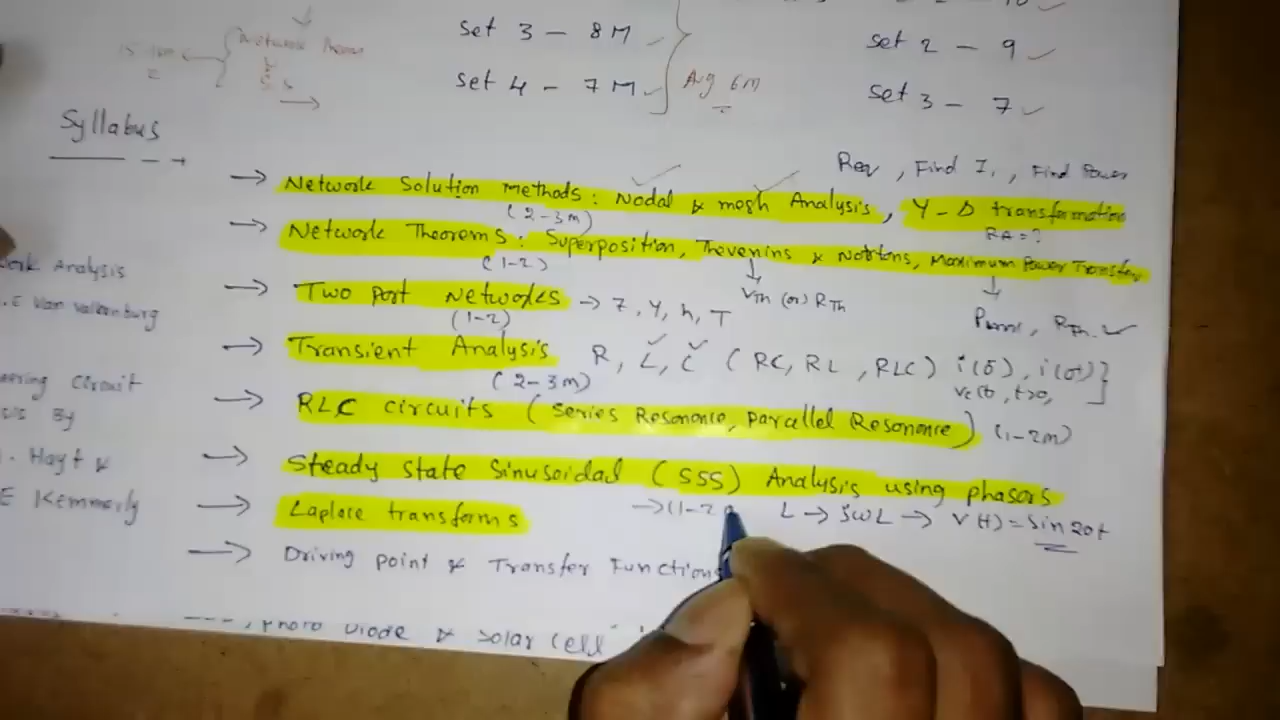 set 3 - 8M
set 4 - 7M
Avg 6m
set 2 - 9
set 3 - 7
Syllabus
Req , Find I, , Find Power
→ Network Solution methods : Nodal & mesh Analysis, Y-Δ transformation
(2-3m)
→ Network Theorems : Superposition, Thevenins & Nortons, Maximum Power Transfer
(1-2)
Vth (or) RTh
→ Two port Networks → Z, Y, h, T
(1-2)
RTh.
→ Transient Analysis R, L, C (RC, RL, RLC) i(t), i(0+)
(2-3m)
t>0,
→ RLC circuits (series Resonance, parallel Resonance) (1-2m)
→ Steady state Sinusoidal (SSS) Analysis using phasors
→ (1-2 L → jωL → V(t) = sin 20t
→ Laplace transforms
→ Driving point & Transfer Functions
Analysis
E Van Valkenburg
Circuit
By
. Hayt &
E Kemmerly
, Photo Diode & Solar cell